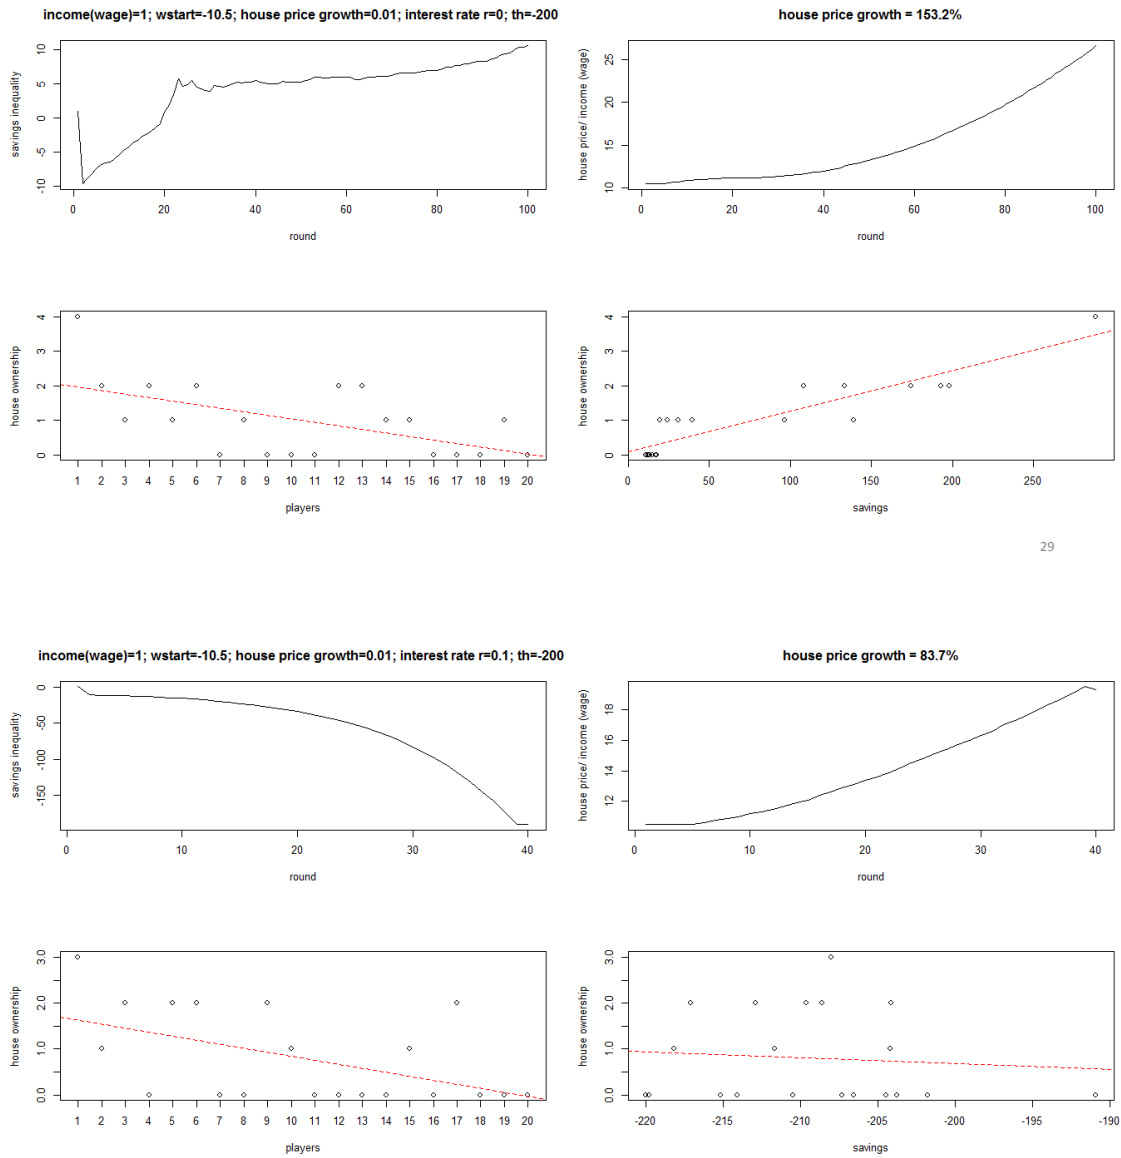 income(wage)=1; wstart=-10.5; house price growth=0.01; interest rate r=0; th=-200
savings inequality
10
5
0
-5
-10
0 20 40 60 80 100
round
house price growth = 153.2%
house price/ income (wage)
25
20
15
10
0 20 40 60 80 100
round
house ownership
4
3
2
1
0
1 2 3 4 5 6 7 8 9 10 11 12 13 14 15 16 17 18 19 20
players
house ownership
4
3
2
1
0
0 50 100 150 200 250
savings
29
income(wage)=1; wstart=-10.5; house price growth=0.01; interest rate r=0.1; th=-200
savings inequality
0
-50
-100
-150
0 10 20 30 40
round
house price growth = 83.7%
house price/ income (wage)
18
16
14
12
0 10 20 30 40
round
house ownership
3.0
2.0
1.0
0.0
1 2 3 4 5 6 7 8 9 10 11 12 13 14 15 16 17 18 19 20
players
house ownership
3.0
2.0
1.0
0.0
-220 -215 -210 -205 -200 -195 -190
savings